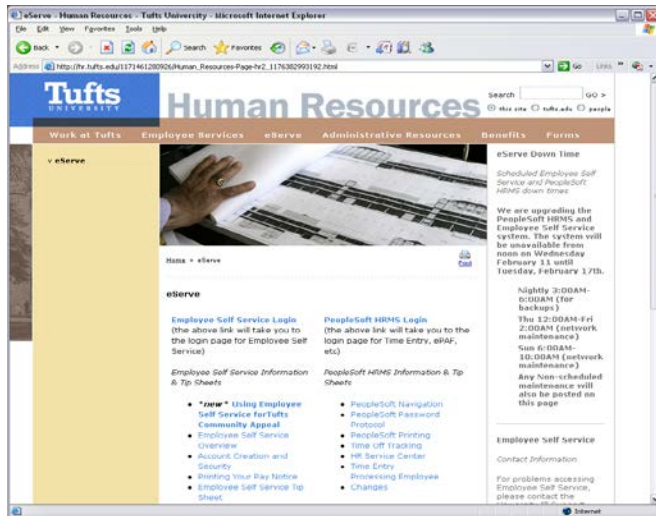 eServe - Human Resources - Tufts University - Microsoft Internet Explorer
File Edit View Favorites Tools Help
Back Search Favorites
Address http://hr.tufts.edu/1171461280926/Human_Resources-Page-hr2_1176382993192.html Go Links
Tufts
UNIVERSITY
Human Resources
Search GO >
this site tufts.edu people
Work at Tufts Employee Services eServe Administrative Resources Benefits Forms
v eServe
Home > eServe
Print
eServe
Employee Self Service Login
(the above link will take you to
the login page for Employee Self
Service)
Employee Self Service Information
& Tip Sheets
• *new* Using Employee
Self Service forTufts
Community Appeal
• Employee Self Service
Overview
• Account Creation and
Security
• Printing Your Pay Notice
• Employee Self Service Tip
Sheet
PeopleSoft HRMS Login
(the above link will take you to the
login page for Time Entry, ePAF,
etc)
PeopleSoft HRMS Information & Tip
Sheets
• PeopleSoft Navigation
• PeopleSoft Password
Protocol
• PeopleSoft Printing
• Time Off Tracking
• HR Service Center
• Time Entry
Processing Employee
• Changes
eServe Down Time
Scheduled Employee Self
Service and PeopleSoft
HRMS down times
We are upgrading the
PeopleSoft HRMS and
Employee Self Service
system. The system will
be unavailable from
noon on Wednesday
February 11 until
Tuesday, February 17th.
Nightly 3:00AM-
6:00AM (for
backups)
Thu 12:00AM-Fri
2:00AM (network
maintenance)
Sun 6:00AM-
10:00AM (network
maintenance)
Any Non-scheduled
maintenance will
also be posted on
this page
Employee Self Service
Contact Information
For problems accessing
Employee Self Service,
please contact the
Internet